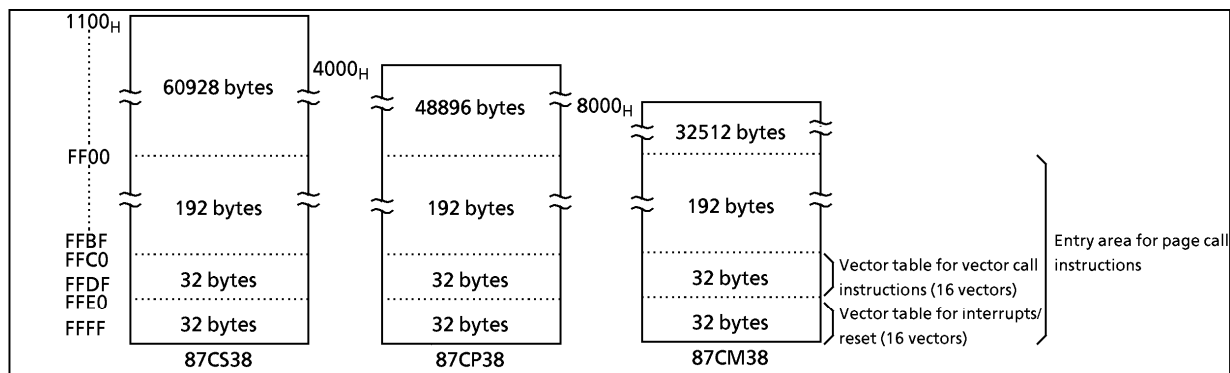 1100H
60928 bytes
4000H
48896 bytes
8000H
32512 bytes
FF00
192 bytes
192 bytes
192 bytes
FFBF
FFC0
FFDF
FFE0
FFFF
32 bytes
32 bytes
32 bytes
32 bytes
32 bytes
32 bytes
Vector table for vector call
instructions (16 vectors)
Vector table for interrupts/
reset (16 vectors)
Entry area for page call
instructions
87CS38
87CP38
87CM38